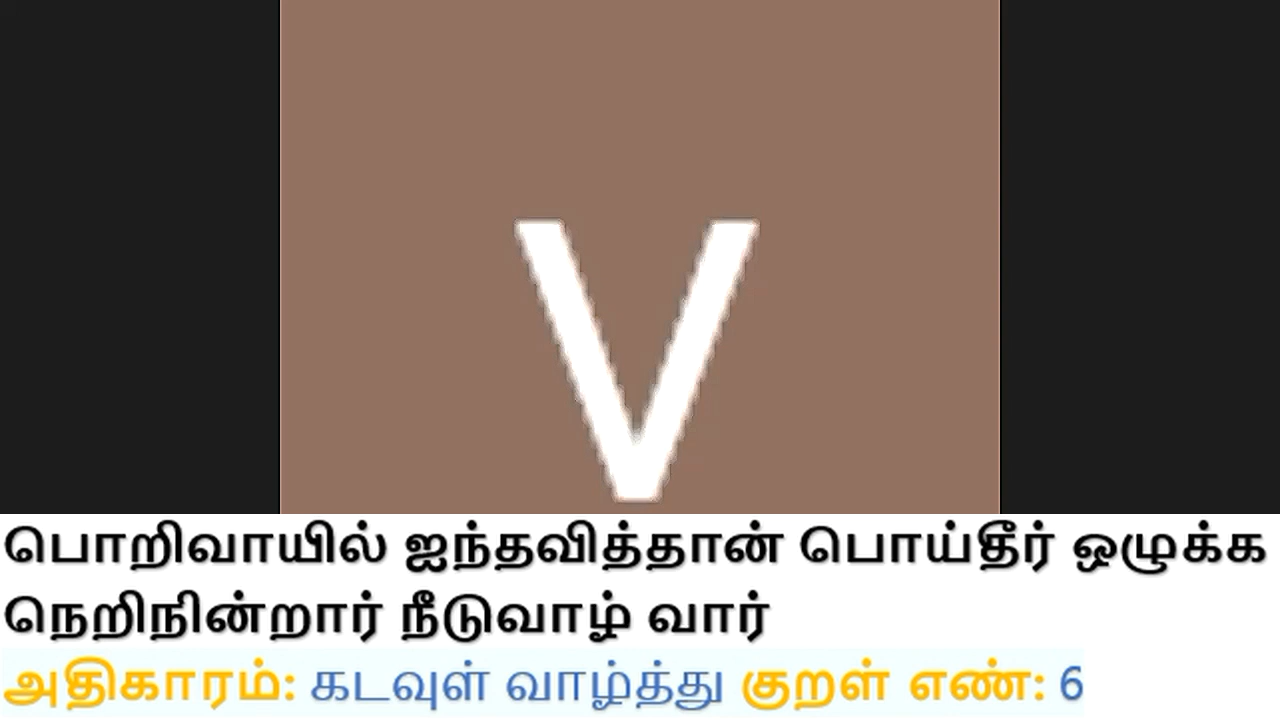 V
பொறிவாயில் ஐந்தவித்தான் பொய்தீர் ஒழுக்க
நெறிநின்றார் நீடுவாழ் வார்
அதிகாரம்: கடவுள் வாழ்த்து குறள் எண்: 6